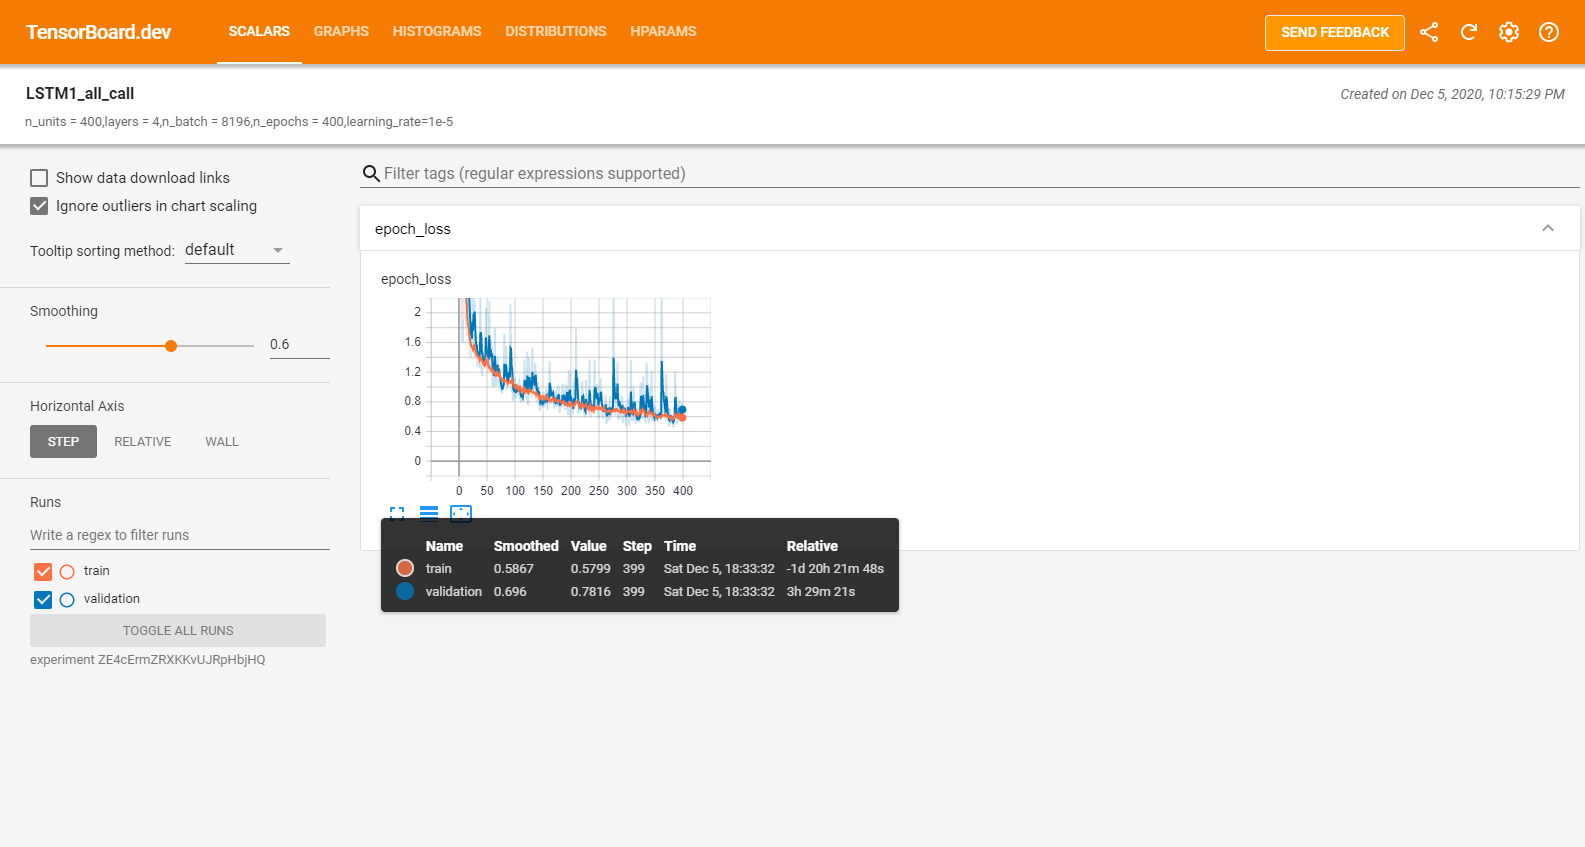 TensorBoard.dev SCALARS GRAPHS HISTOGRAMS DISTRIBUTIONS HPARAMS SEND FEEDBACK
LSTM1_all_call Created on Dec 5, 2020, 10:15:29 PM
n_units = 400,layers = 4,n_batch = 8196,n_epochs = 400,learning_rate=1e-5
Show data download links
Ignore outliers in chart scaling
Tooltip sorting method: default
Smoothing
0.6
Horizontal Axis
STEP RELATIVE WALL
Runs
Write a regex to filter runs
train
validation
TOGGLE ALL RUNS
experiment ZE4cErmZRXKKvUJRpHbjHQ
Filter tags (regular expressions supported)
epoch_loss
epoch_loss
2
1.6
1.2
0.8
0.4
0
0 50 100 150 200 250 300 350 400
Name Smoothed Value Step Time Relative
train 0.5867 0.5799 399 Sat Dec 5, 18:33:32 -1d 20h 21m 48s
validation 0.696 0.7816 399 Sat Dec 5, 18:33:32 3h 29m 21s